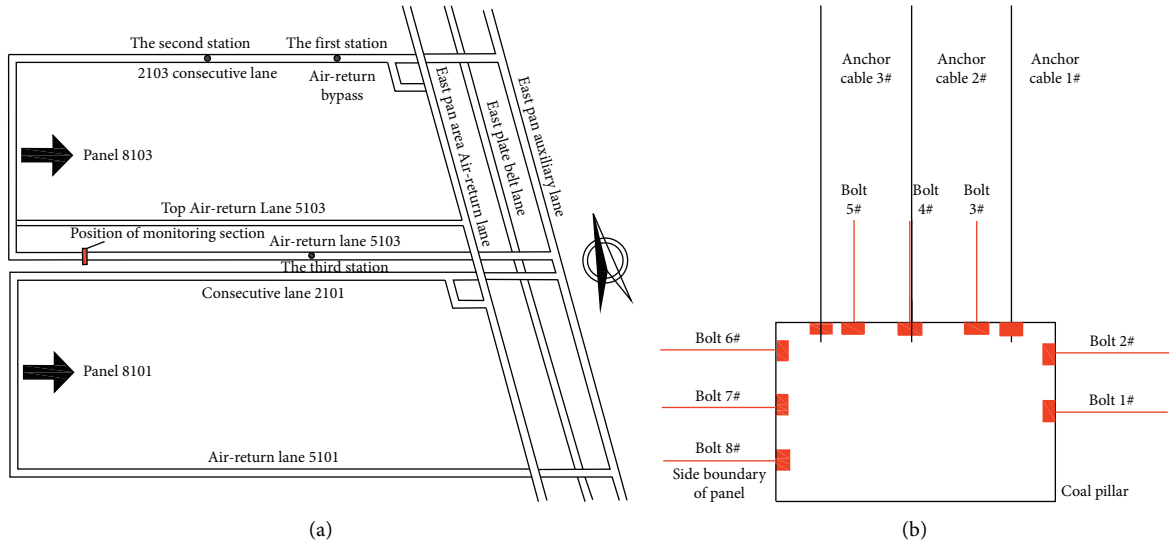 The second station
The first station
2103 consecutive lane
Air-return
bypass
Panel 8103
East pan area Air-return lane
East plate belt lane
East pan auxiliary lane
Top Air-return Lane 5103
Position of monitoring section
Air-return lane 5103
The third station
Consecutive lane 2101
Panel 8101
Air-return lane 5101
(a)
Anchor
cable 3#
Anchor
cable 2#
Anchor
cable 1#
Bolt
5#
Bolt
4#
Bolt
3#
Bolt 6#
Bolt 2#
Bolt 7#
Bolt 1#
Bolt 8#
Side boundary
of panel
Coal pillar
(b)